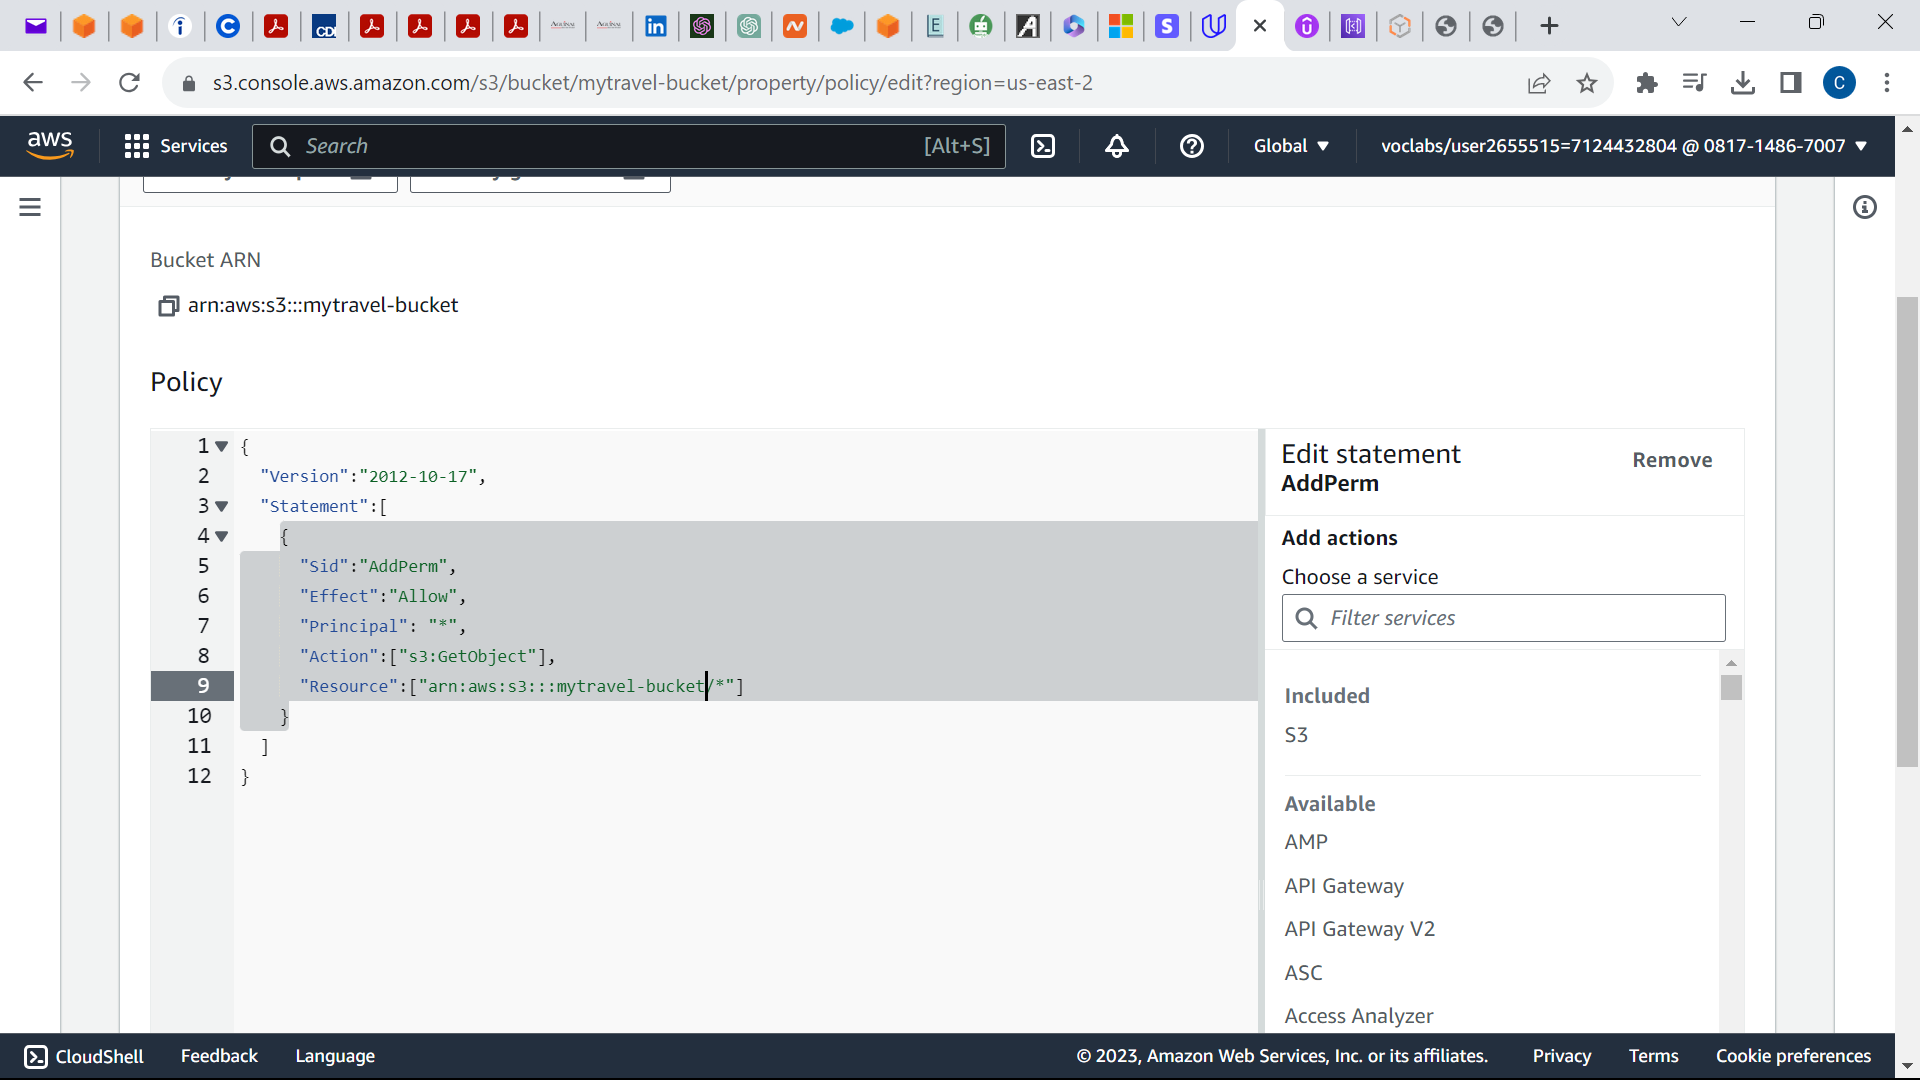 s3.console.aws.amazon.com/s3/bucket/mytravel-bucket/property/policy/edit?region=us-east-2
C
aws
Services
Search
[Alt+S]
Global
voclabs/user2655515=7124432804 @ 0817-1486-7007
Bucket ARN
arn:aws:s3:::mytravel-bucket
Policy
1 {
2 "Version":"2012-10-17",
3 "Statement":[
4 {
5 "Sid":"AddPerm",
6 "Effect":"Allow",
7 "Principal": "*",
8 "Action":["s3:GetObject"],
9 "Resource":["arn:aws:s3:::mytravel-bucket/*"]
10 }
11 ]
12 }
Edit statement
AddPerm
Remove
Add actions
Choose a service
Filter services
Included
S3
Available
AMP
API Gateway
API Gateway V2
ASC
Access Analyzer
CloudShell
Feedback
Language
© 2023, Amazon Web Services, Inc. or its affiliates.
Privacy
Terms
Cookie preferences